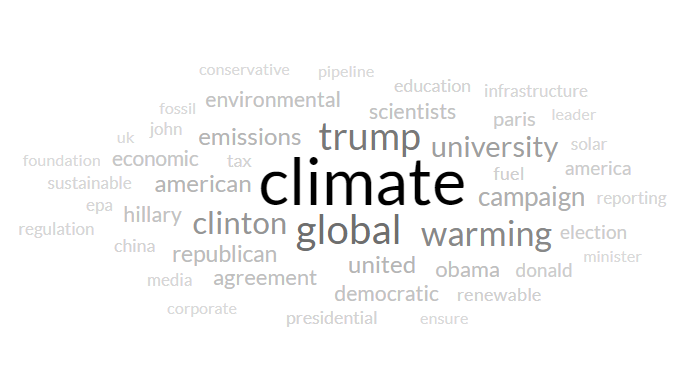 conservative pipeline
education infrastructure
fossil environmental scientists paris leader
uk john emissions trump university solar
foundation economic tax climate fuel america
sustainable american campaign reporting
epa hillary clinton global warming election
regulation
china republican united obama donald minister
media agreement democratic renewable
corporate presidential ensure